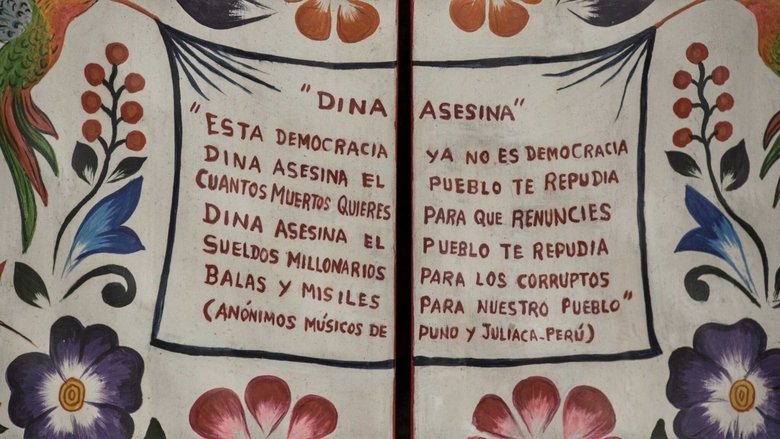 "DINA ASESINA"
"ESTA DEMOCRACIA YA NO ES DEMOCRACIA
DINA ASESINA EL PUEBLO TE REPUDIA
CUANTOS MUERTOS QUIERES PARA QUE RENUNCIES
DINA ASESINA EL PUEBLO TE REPUDIA
SUELDOS MILLONARIOS PARA LOS CORRUPTOS
BALAS Y MISILES PARA NUESTRO PUEBLO"
(ANÓNIMOS MÚSICOS DE PUNO Y JULIACA-PERÚ)